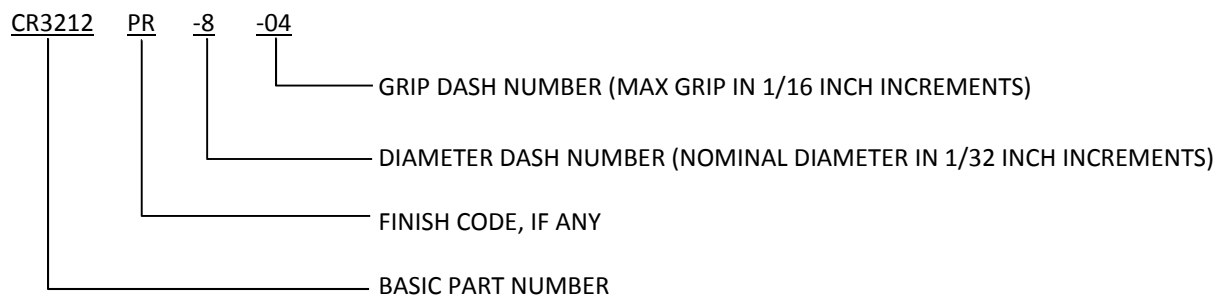 CR3212 PR -8 -04
GRIP DASH NUMBER (MAX GRIP IN 1/16 INCH INCREMENTS)
DIAMETER DASH NUMBER (NOMINAL DIAMETER IN 1/32 INCH INCREMENTS)
FINISH CODE, IF ANY
BASIC PART NUMBER